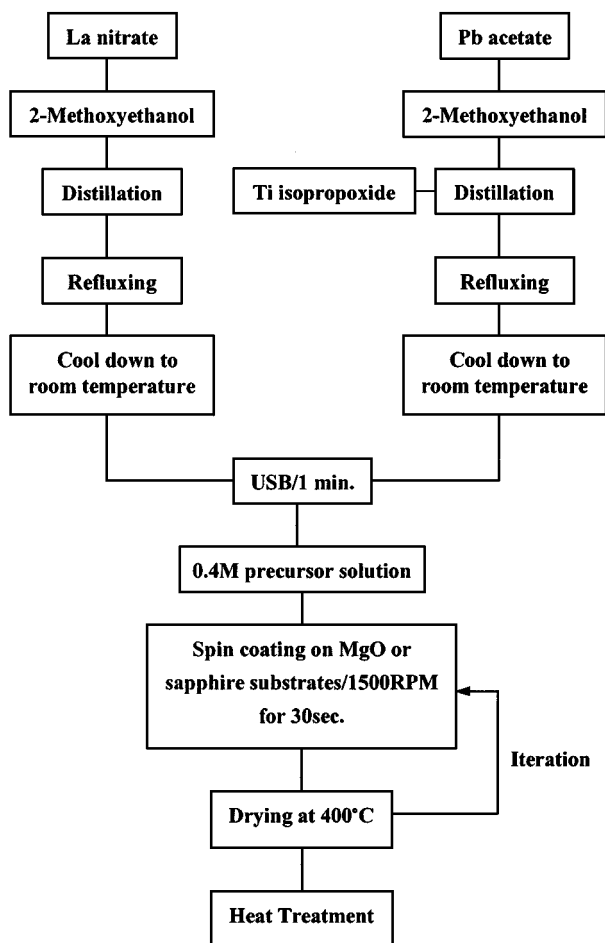 La nitrate
Pb acetate
2-Methoxyethanol
2-Methoxyethanol
Distillation
Ti isopropoxide
Distillation
Refluxing
Refluxing
Cool down to
room temperature
Cool down to
room temperature
USB/1 min.
0.4M precursor solution
Spin coating on MgO or
sapphire substrates/1500RPM
for 30sec.
Iteration
Drying at 400°C
Heat Treatment